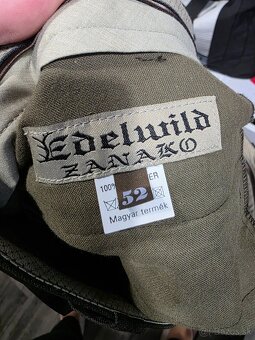 Edelwild
ZANAKO
100% ER
52
Magyar termék